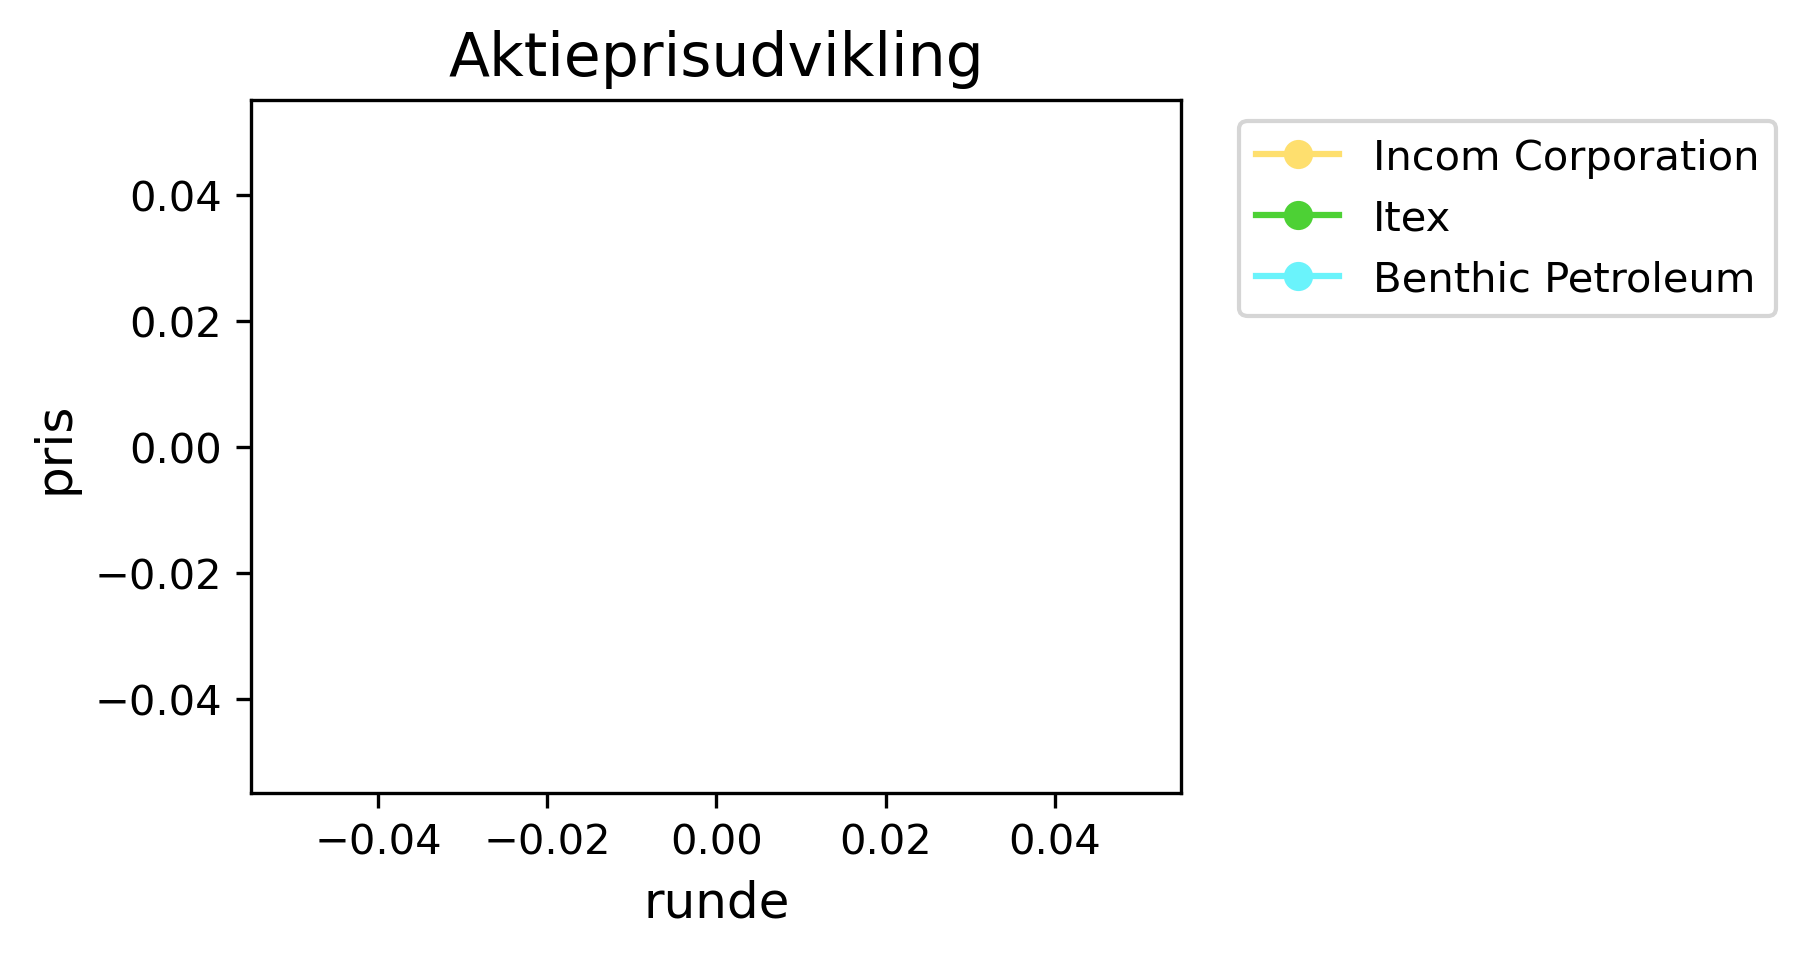 Aktieprisudvikling
pris
0.04
0.02
0.00
−0.02
−0.04
−0.04 −0.02 0.00 0.02 0.04
runde
Incom Corporation
Itex
Benthic Petroleum